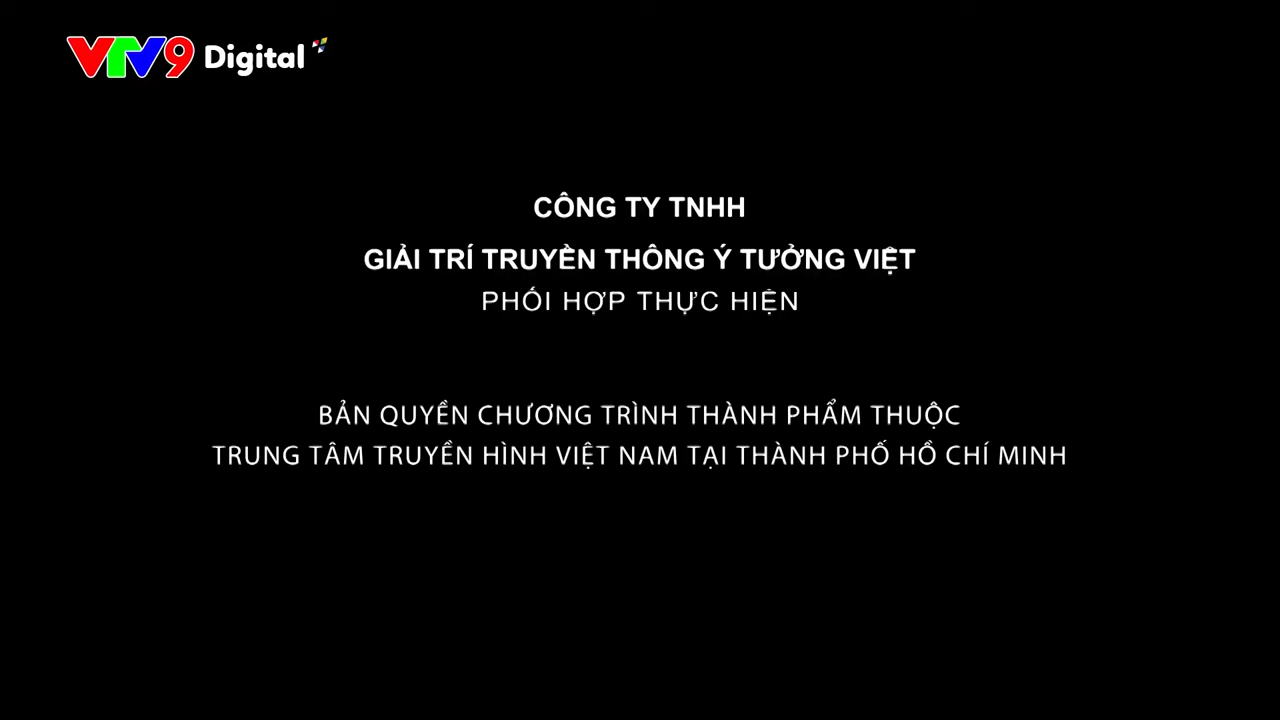 VTV9 Digital
CÔNG TY TNHH
GIẢI TRÍ TRUYỀN THÔNG Ý TƯỞNG VIỆT
PHỐI HỢP THỰC HIỆN
BẢN QUYỀN CHƯƠNG TRÌNH THÀNH PHẨM THUỘC
TRUNG TÂM TRUYỀN HÌNH VIỆT NAM TẠI THÀNH PHỐ HỒ CHÍ MINH